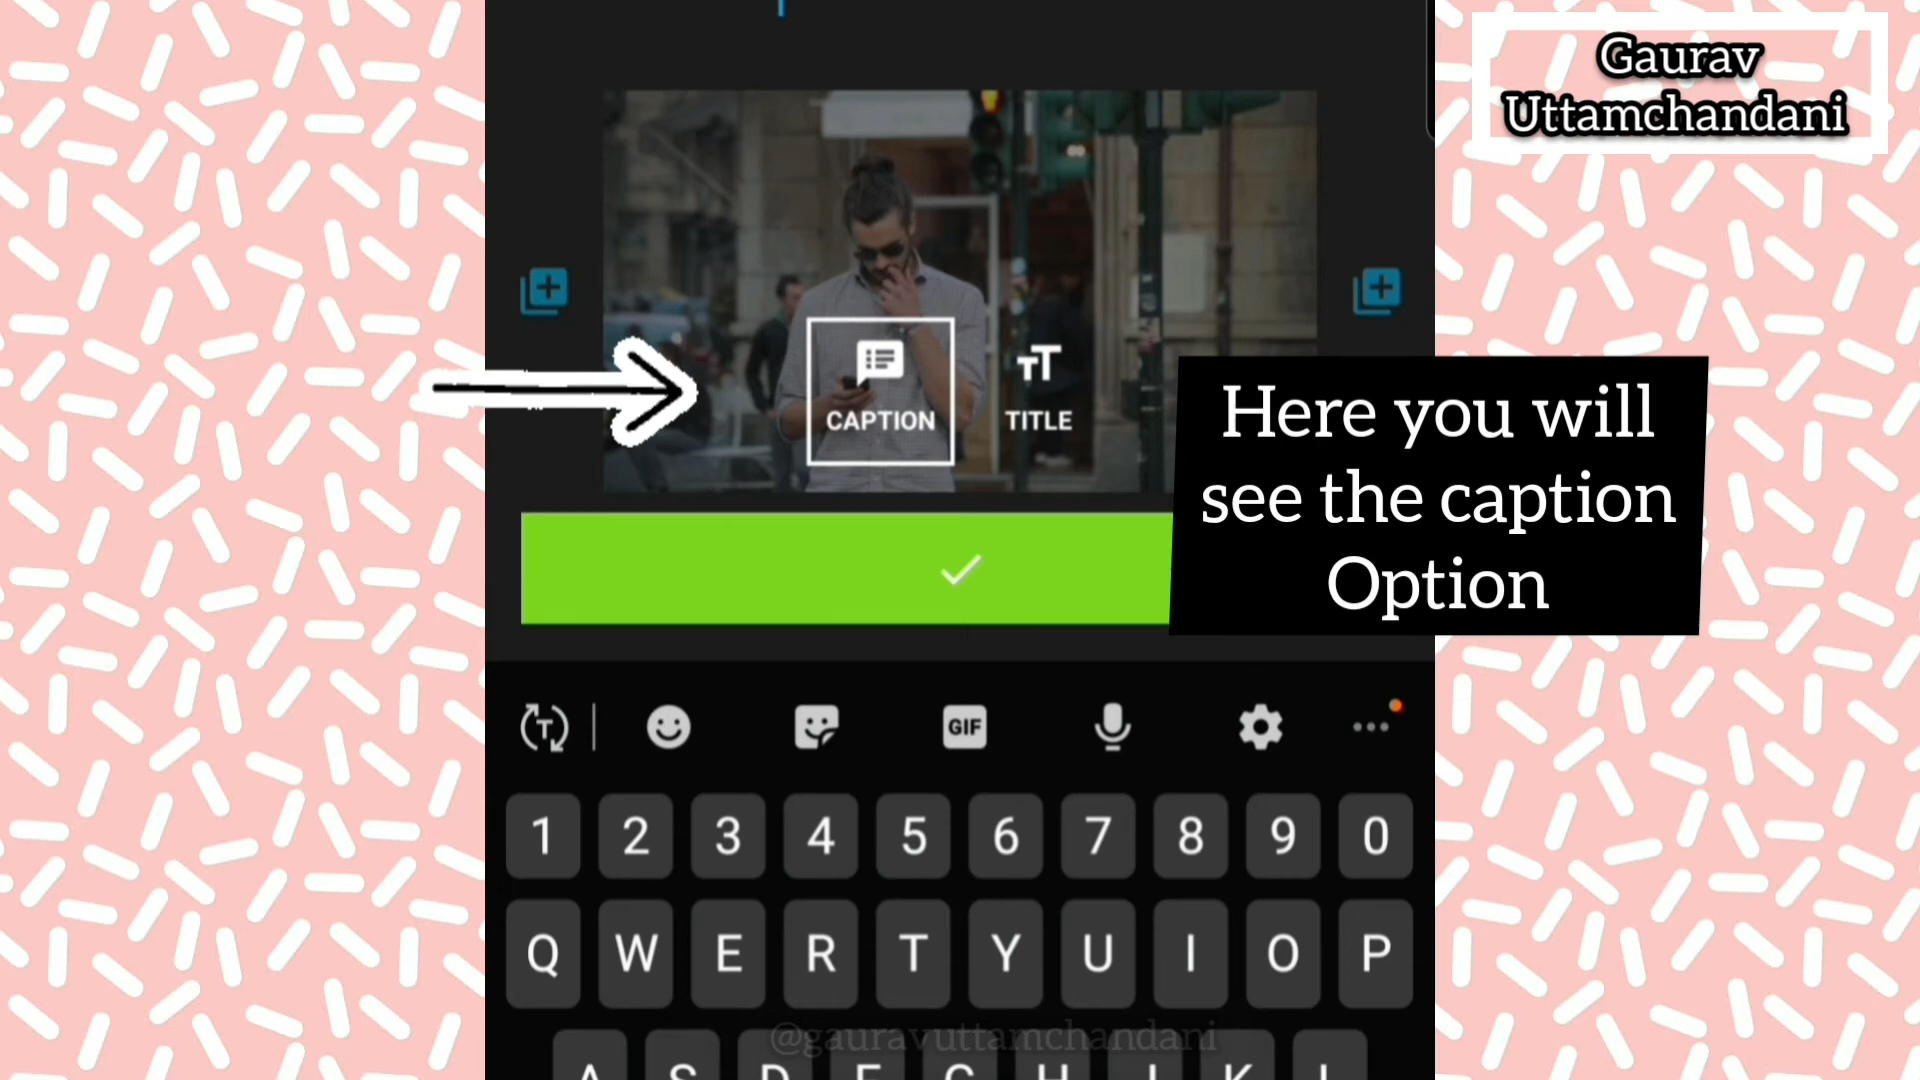 Gaurav
Uttamchandani
CAPTION
TITLE
Here you will
see the caption
Option
T
GIF
1 2 3 4 5 6 7 8 9 0
Q W E R T Y U I O P
@gauravuttamchandani
A S D F G H J K L